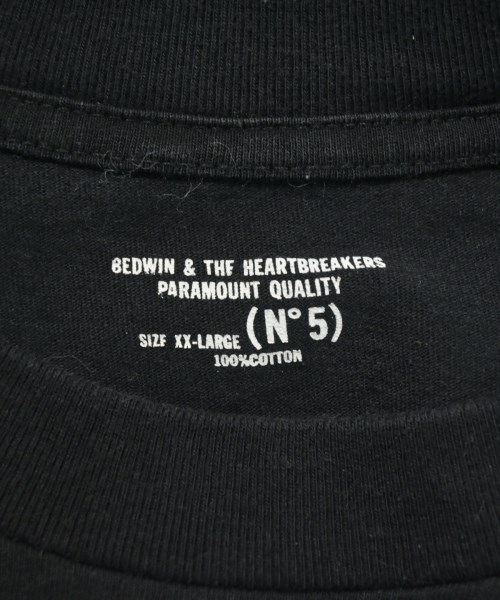 BEDWIN & THE HEARTBREAKERS
PARAMOUNT QUALITY
SIZE XX-LARGE (N° 5)
100%COTTON